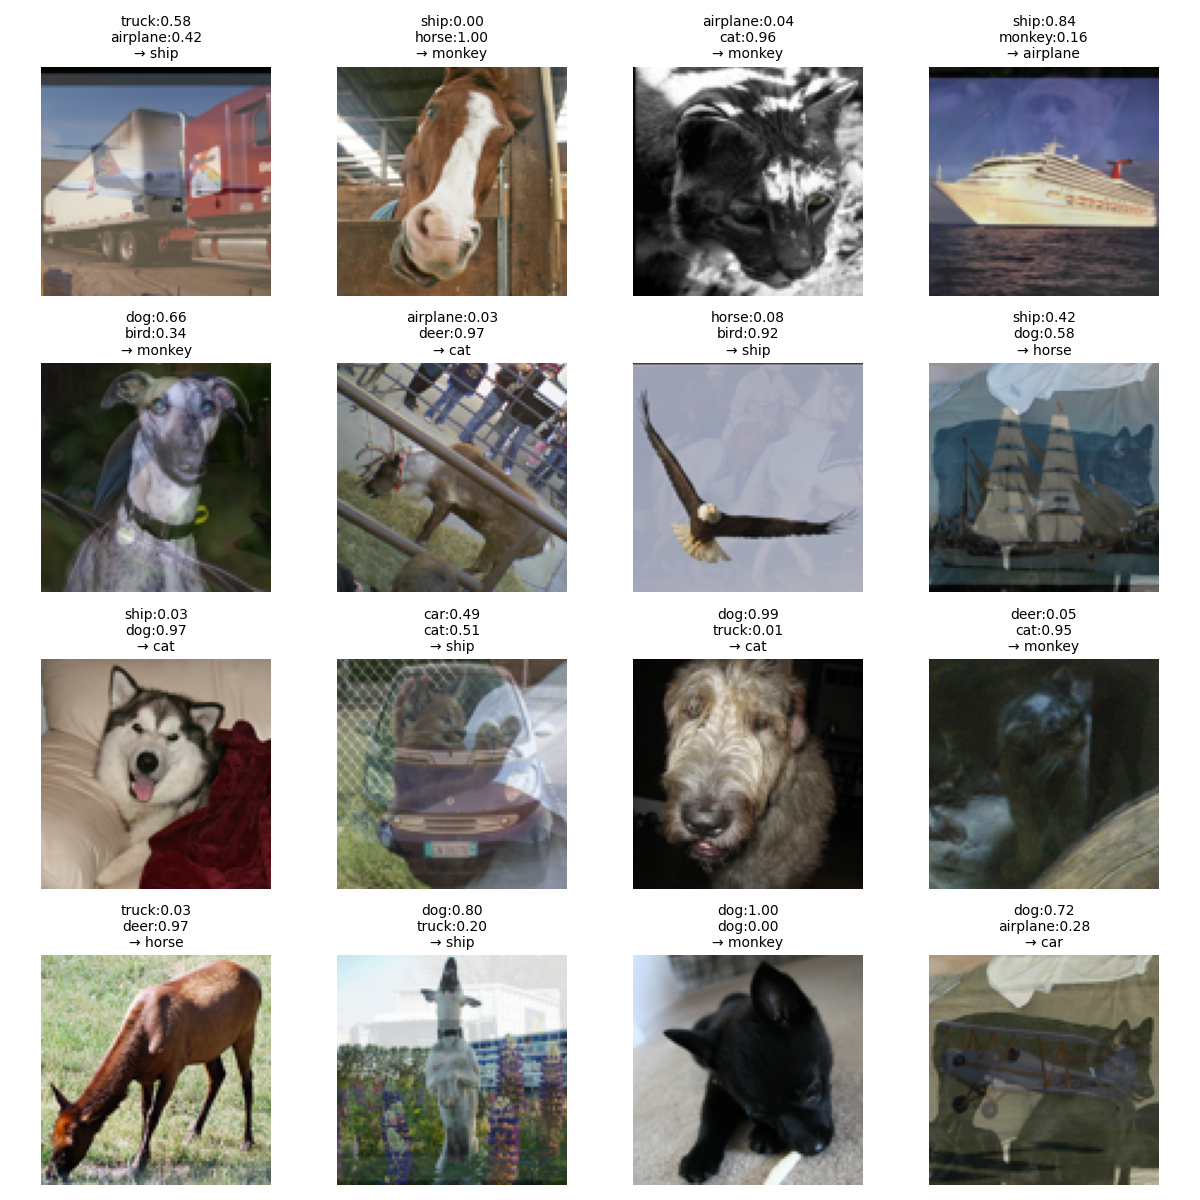 truck:0.58
airplane:0.42
→ ship
ship:0.00
horse:1.00
→ monkey
airplane:0.04
cat:0.96
→ monkey
ship:0.84
monkey:0.16
→ airplane
dog:0.66
bird:0.34
→ monkey
airplane:0.03
deer:0.97
→ cat
horse:0.08
bird:0.92
→ ship
ship:0.42
dog:0.58
→ horse
ship:0.03
dog:0.97
→ cat
car:0.49
cat:0.51
→ ship
dog:0.99
truck:0.01
→ cat
deer:0.05
cat:0.95
→ monkey
truck:0.03
deer:0.97
→ horse
dog:0.80
truck:0.20
→ ship
dog:1.00
dog:0.00
→ monkey
dog:0.72
airplane:0.28
→ car